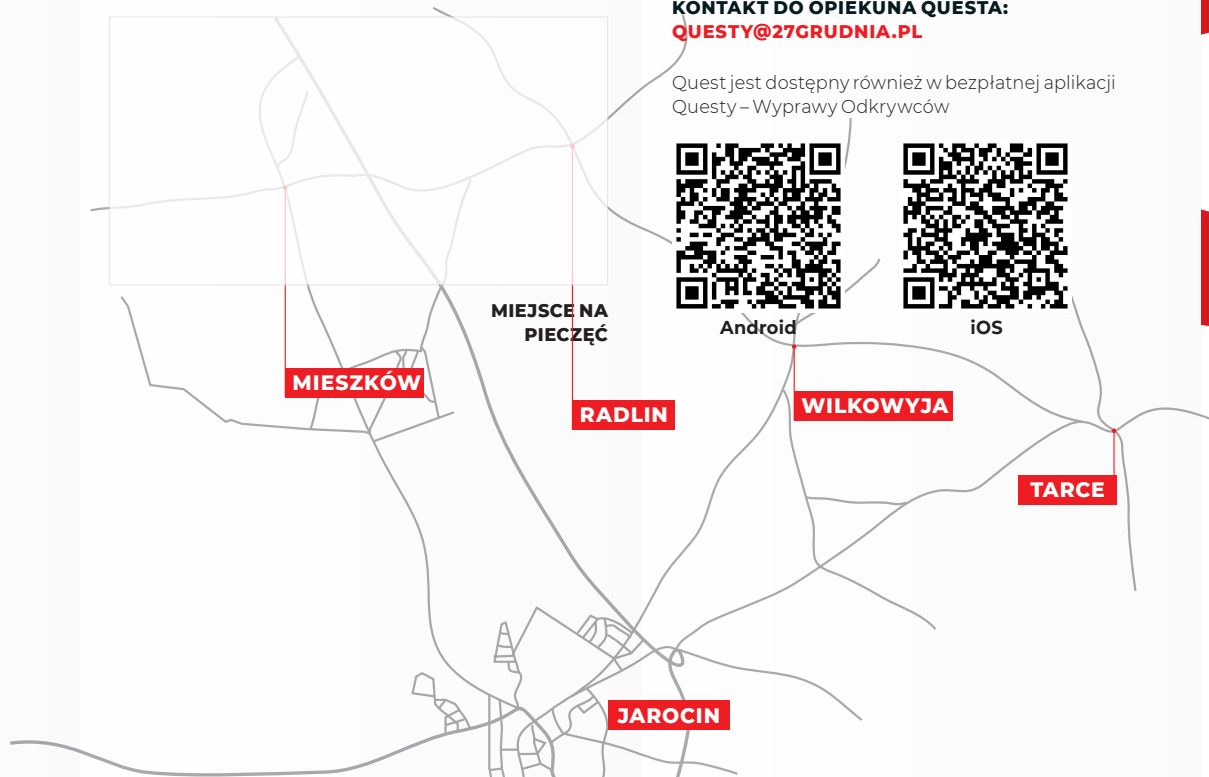 KONTAKT DO OPIEKUNA QUESTA:
QUESTY@27GRUDNIA.PL
Quest jest dostępny również w bezpłatnej aplikacji
Questy – Wyprawy Odkrywców
Android
iOS
MIEJSCE NA
PIECZĘĆ
MIESZKÓW
RADLIN
WILKOWYJA
TARCE
JAROCIN